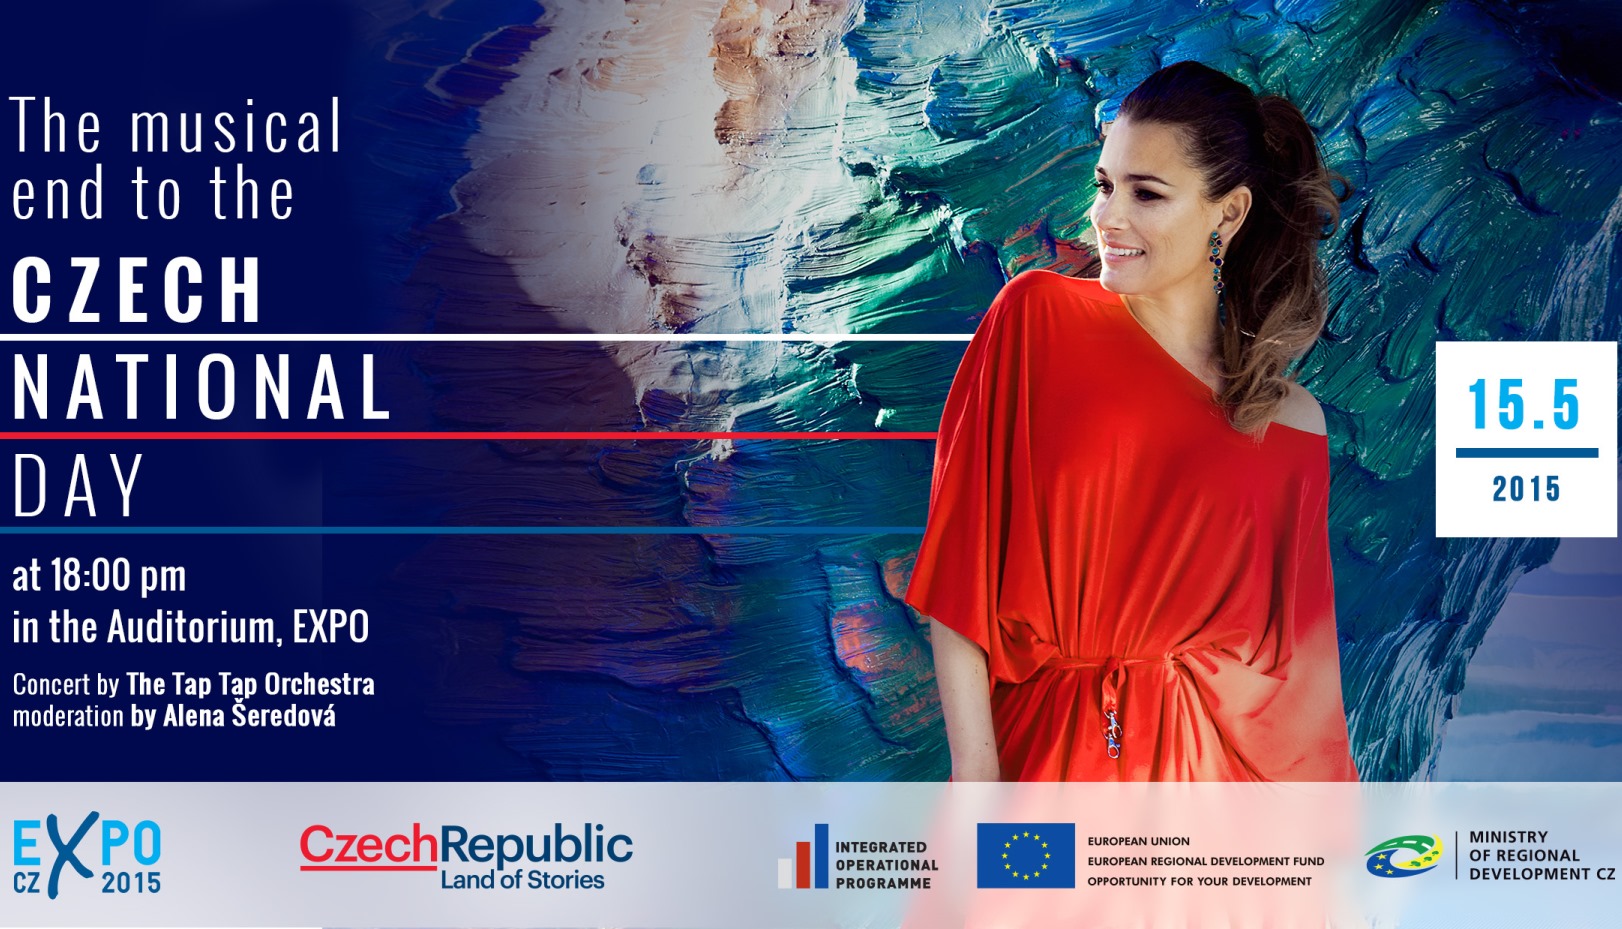 The musical
end to the
CZECH
NATIONAL
DAY
at 18:00 pm
in the Auditorium, EXPO
Concert by The Tap Tap Orchestra
moderation by Alena Šeredová
15.5
2015
EXPO
CZ 2015
CzechRepublic
Land of Stories
INTEGRATED
OPERATIONAL
PROGRAMME
EUROPEAN UNION
EUROPEAN REGIONAL DEVELOPMENT FUND
OPPORTUNITY FOR YOUR DEVELOPMENT
MINISTRY
OF REGIONAL
DEVELOPMENT CZ